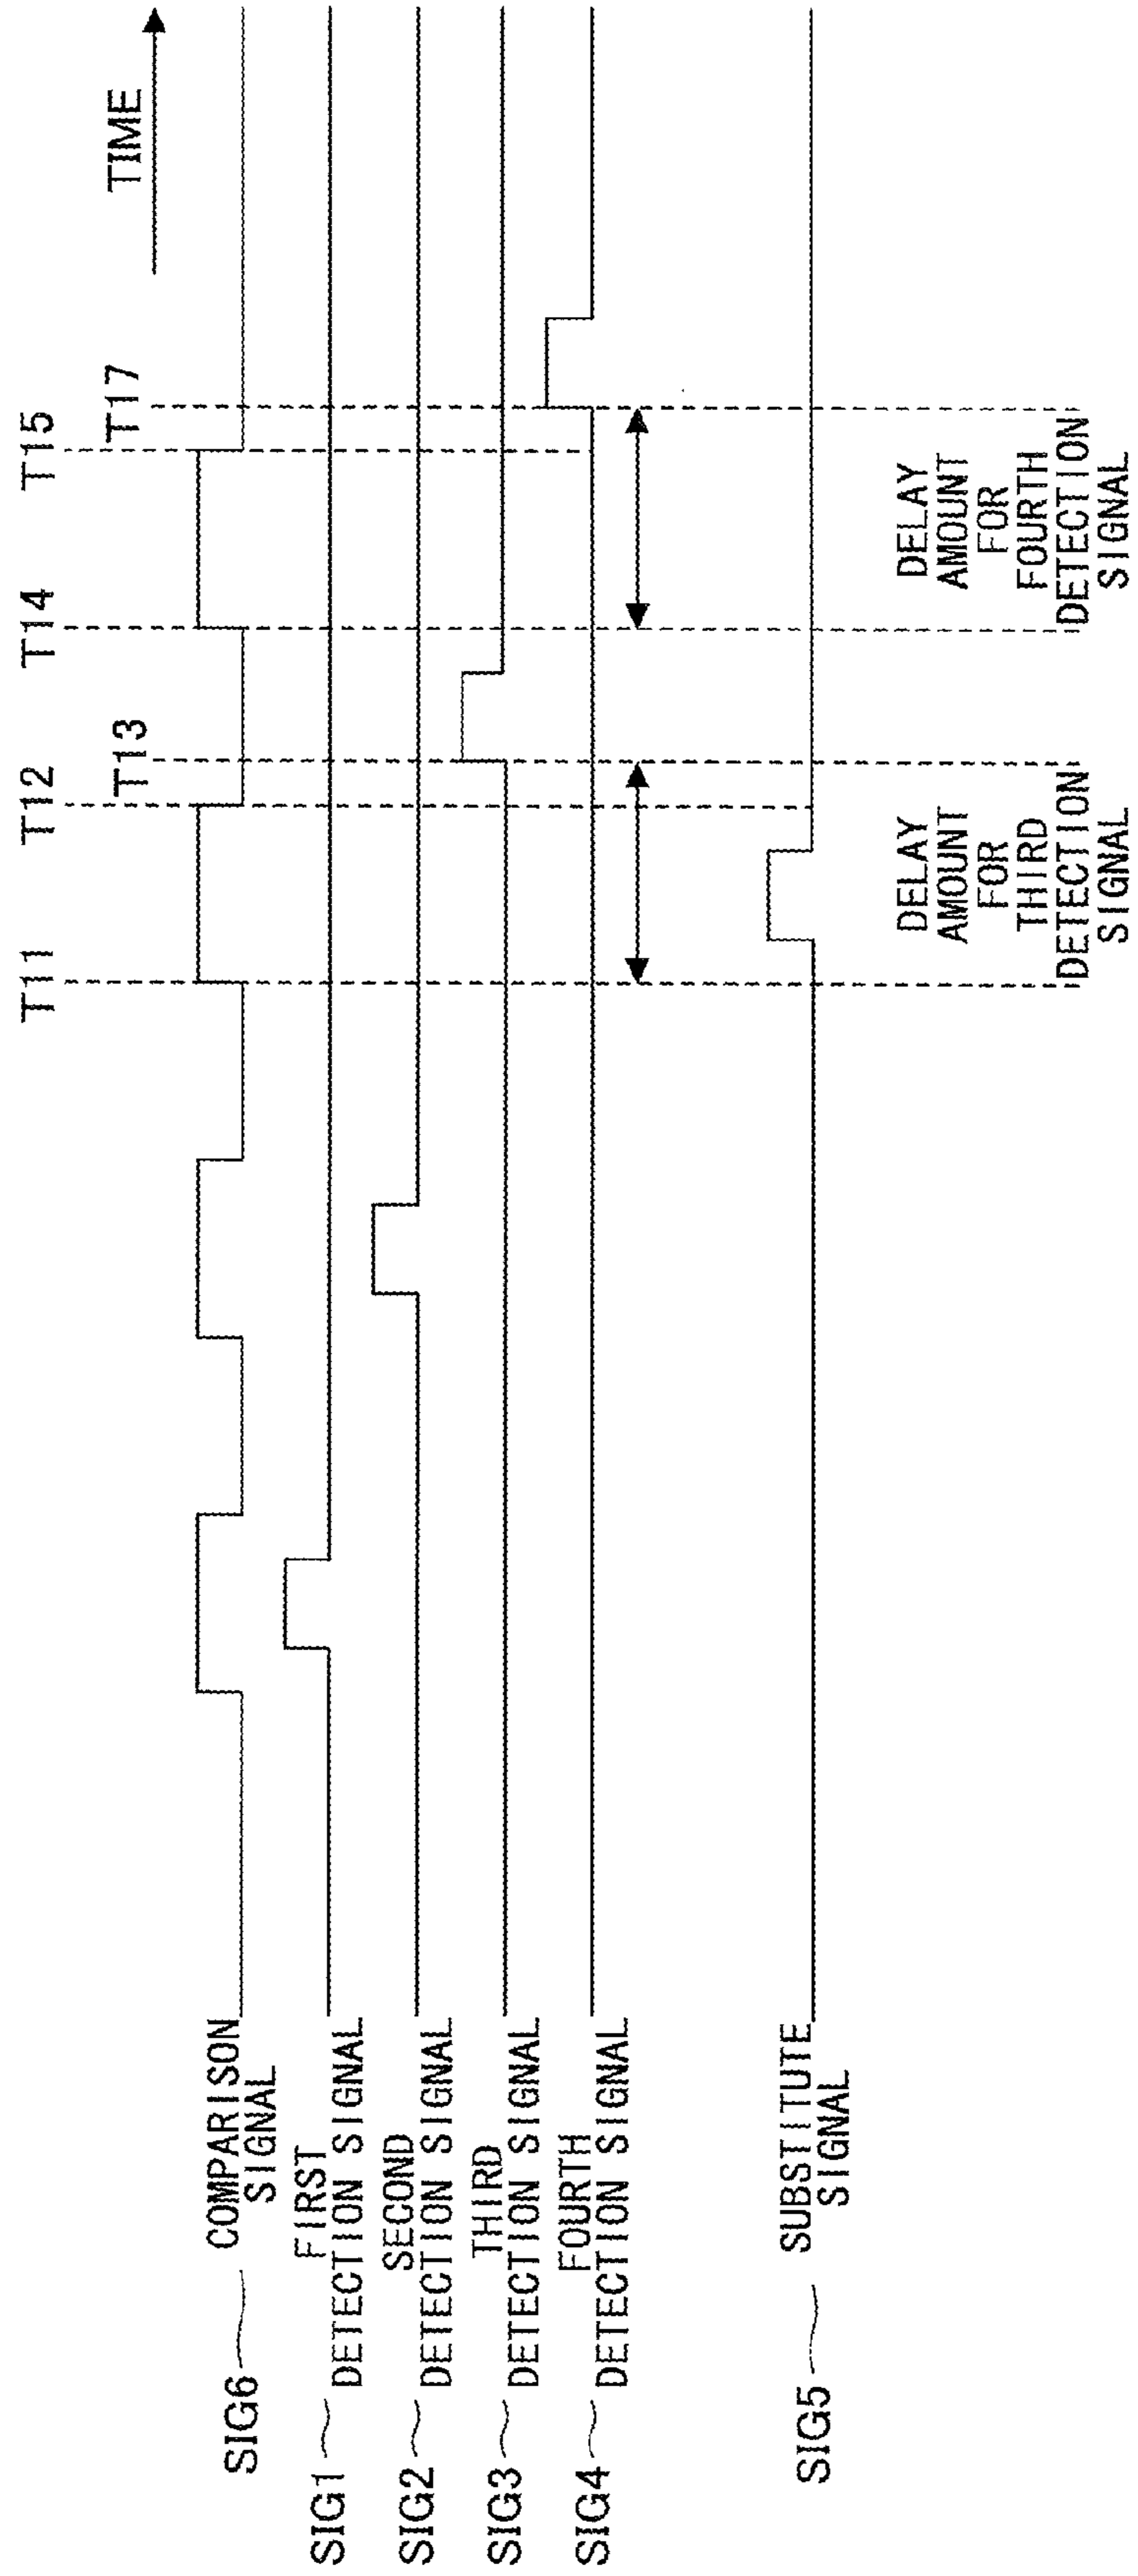 TIME
T11
T12
T13
T14
T15
T17
SIG6
COMPARISON
SIGNAL
SIG1
FIRST
DETECTION SIGNAL
SIG2
SECOND
DETECTION SIGNAL
SIG3
THIRD
DETECTION SIGNAL
SIG4
FOURTH
DETECTION SIGNAL
SIG5
SUBSTITUTE
SIGNAL
DELAY
AMOUNT
FOR
THIRD
DETECTION
SIGNAL
DELAY
AMOUNT
FOR
FOURTH
DETECTION
SIGNAL